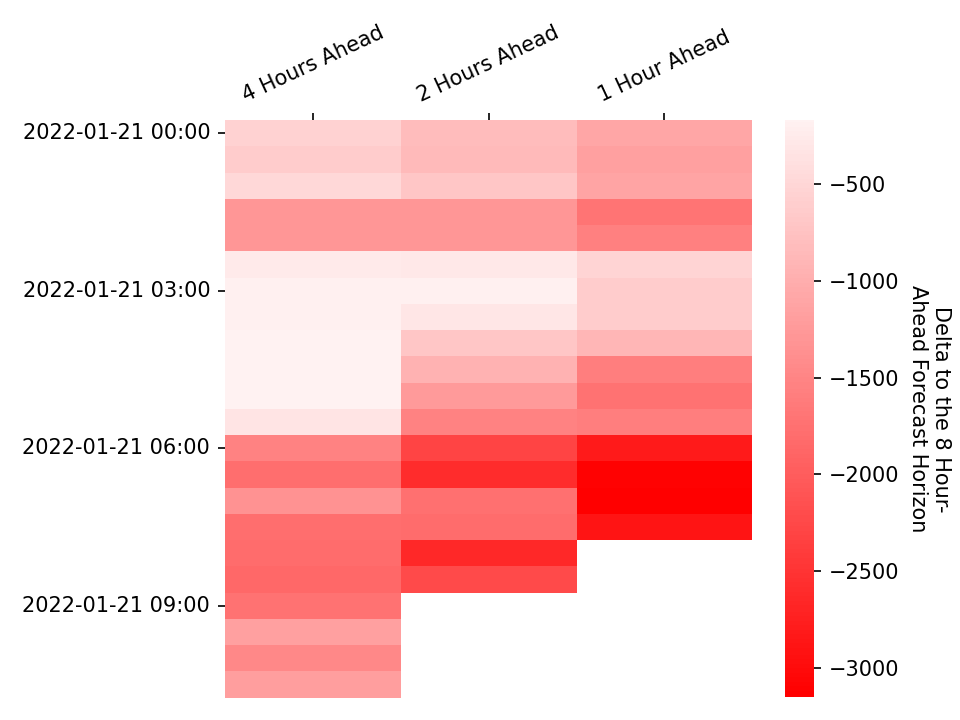 4 Hours Ahead
2 Hours Ahead
1 Hour Ahead
2022-01-21 00:00
2022-01-21 03:00
2022-01-21 06:00
2022-01-21 09:00
−500
−1000
−1500
−2000
−2500
−3000
Delta to the 8 Hour-
Ahead Forecast Horizon